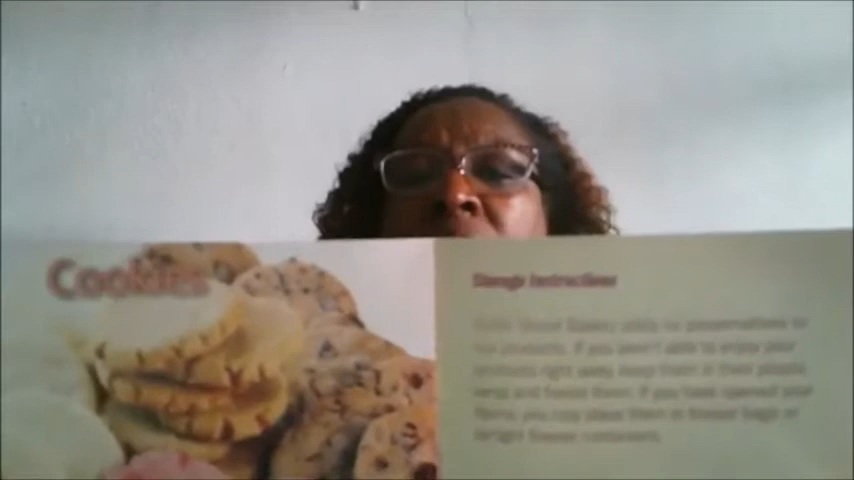 Cookies
Storage Instructions
adds no preservatives to
our products. If you aren't able to enjoy your
products right away, keep them in their plastic
wrap and freeze them. If you have opened your
items, you may place them in freezer bags or
airtight freezer containers.